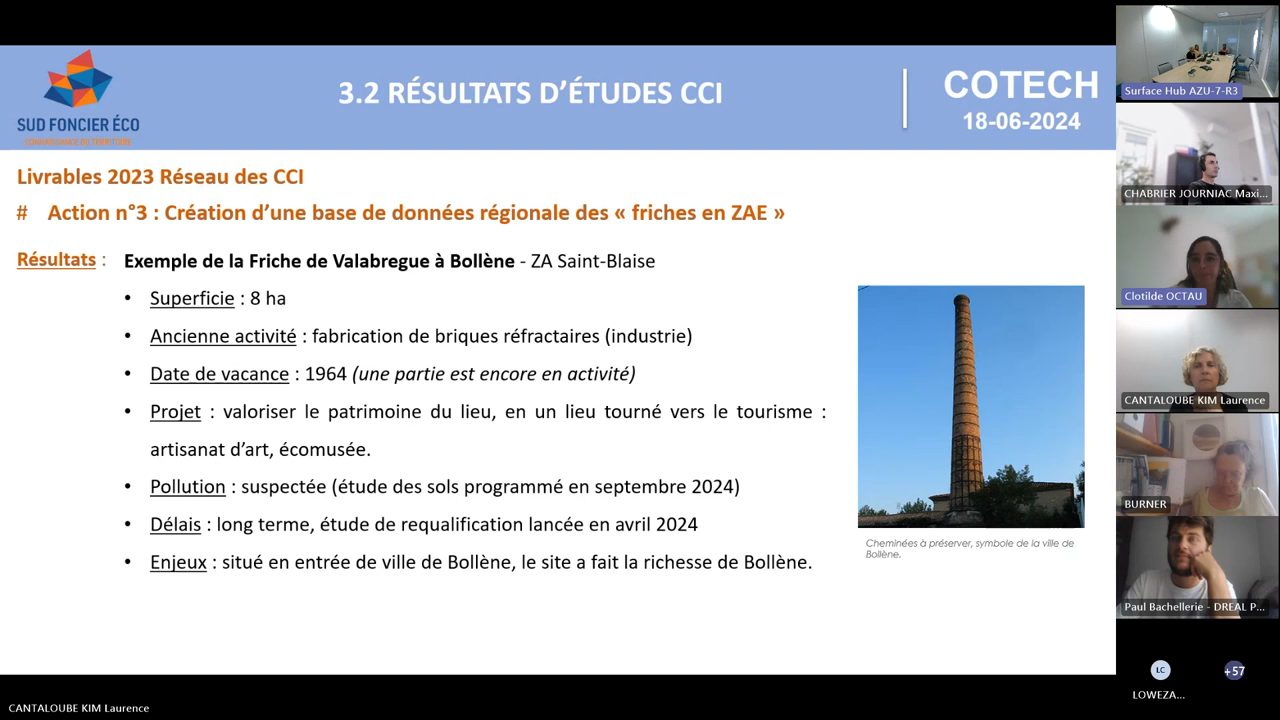 SUD FONCIER ÉCO
CONNAISSANCE DU TERRITOIRE
3.2 RÉSULTATS D’ÉTUDES CCI
COTECH
18-06-2024
Livrables 2023 Réseau des CCI
# Action n°3 : Création d’une base de données régionale des « friches en ZAE »
Résultats : Exemple de la Friche de Valabregue à Bollène - ZA Saint-Blaise
• Superficie : 8 ha
• Ancienne activité : fabrication de briques réfractaires (industrie)
• Date de vacance : 1964 (une partie est encore en activité)
• Projet : valoriser le patrimoine du lieu, en un lieu tourné vers le tourisme :
artisanat d’art, écomusée.
• Pollution : suspectée (étude des sols programmé en septembre 2024)
• Délais : long terme, étude de requalification lancée en avril 2024
• Enjeux : situé en entrée de ville de Bollène, le site a fait la richesse de Bollène.
Cheminées à préserver, symbole de la ville de
Bollène.
Surface Hub AZU-7-R3
CHABRIER JOURNIAC Maxi...
Clotilde OCTAU
CANTALOUBE KIM Laurence
BURNER
Paul Bachellerie - DREAL P...
LC
+57
LOWEZA...
CANTALOUBE KIM Laurence